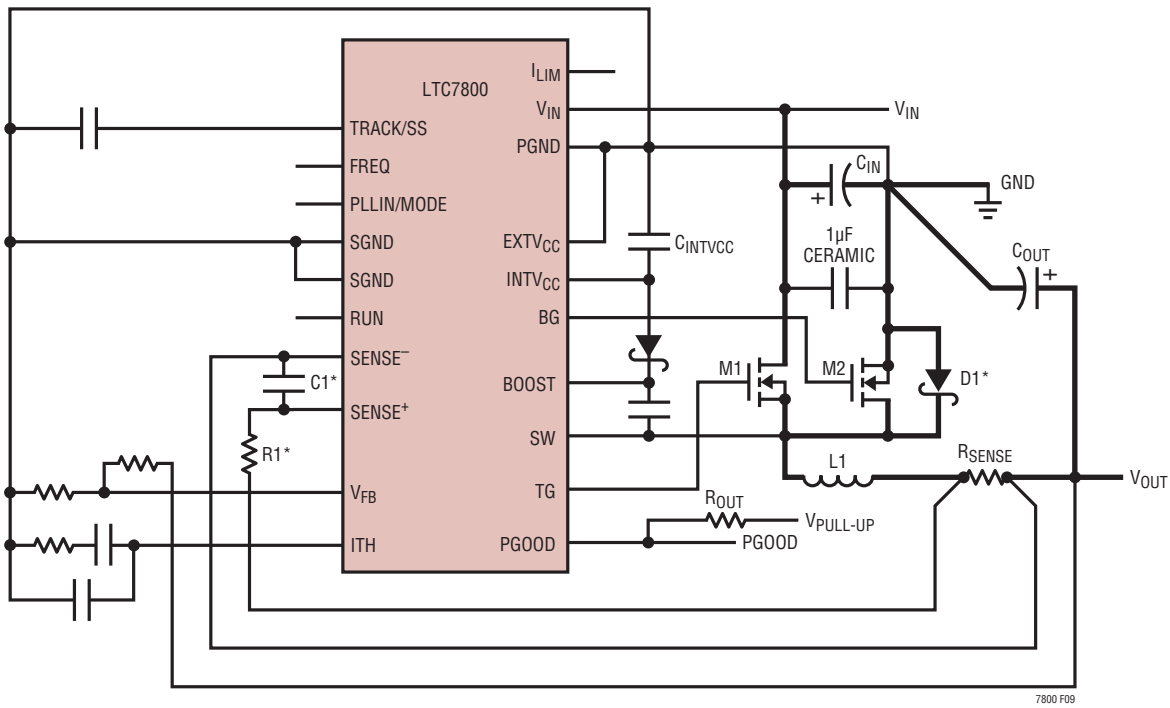 LTC7800
TRACK/SS
FREQ
PLLIN/MODE
SGND
SGND
RUN
SENSE–
SENSE+
VFB
ITH
ILIM
VIN
PGND
EXTVCC
INTVCC
BG
BOOST
SW
TG
PGOOD
C1*
R1*
CINTVCC
VIN
CIN
GND
1µF
CERAMIC
COUT
+
+
M1
M2
D1*
L1
RSENSE
VOUT
ROUT
VPULL-UP
PGOOD
7800 F09